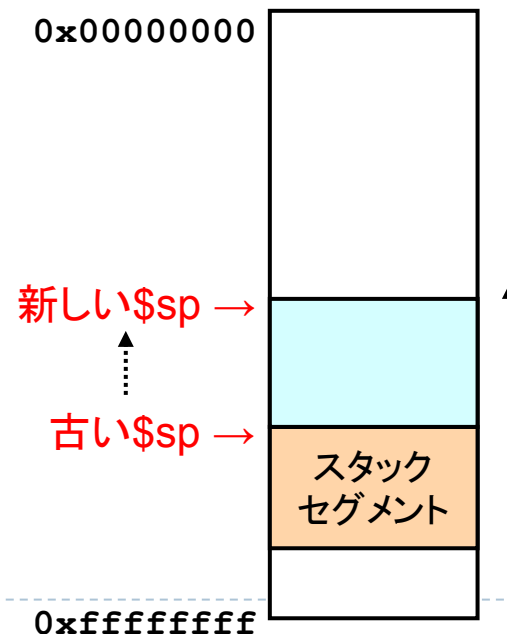 0x00000000
新しい$sp →
古い$sp →
スタック
セグメント
0xffffffff